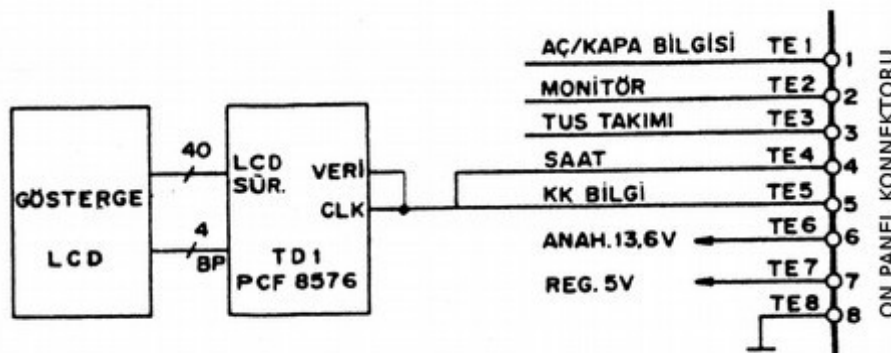 AÇ/KAPA BİLGİSİ TE1 1
MONİTÖR TE2 2
TUS TAKIMI TE3 3
SAAT TE4 4
KK BİLGİ TE5 5
ANAH.13,6V TE6 6
REG. 5V TE7 7
TE8 8
ON PANEL KONNEKTORU
GÖSTERGE
LCD
40
4
BP
LCD
SÜR.
VERİ
CLK
TD1
PCF 8576